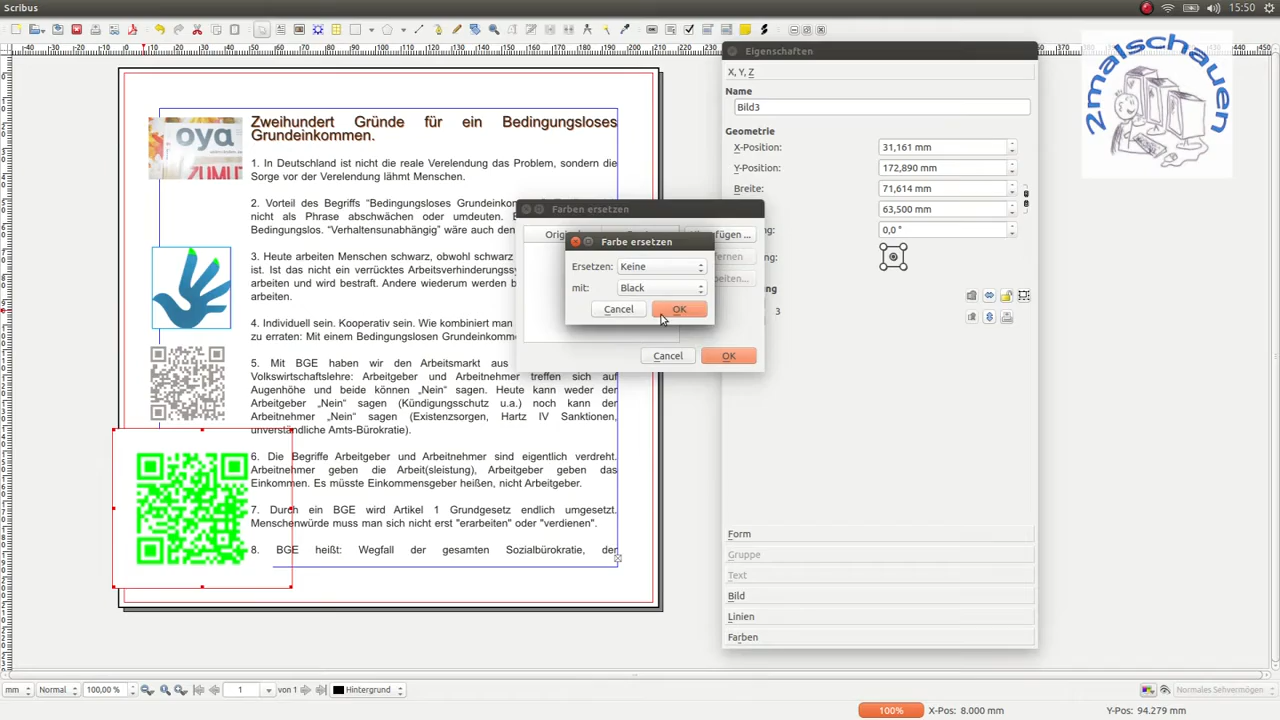 Scribus
15:50
Eigenschaften
X, Y, Z
Name
Bild3
Geometrie
X-Position:
31,161 mm
Y-Position:
172,890 mm
Breite:
71,614 mm
63,500 mm
0,0 °
3
Form
Gruppe
Text
Bild
Linien
Farben
2malschauen
oya
ZUMUT
Zweihundert Gründe für ein Bedingungsloses
Grundeinkommen.
1. In Deutschland ist nicht die reale Verelendung das Problem, sondern die
Sorge vor der Verelendung lähmt Menschen.
2. Vorteil des Begriffs "Bedingungsloses
nicht als Phrase abschwächen oder umdeuten.
Bedingungslos. "Verhaltensunabhängig" wäre auch den
3. Heute arbeiten Menschen schwarz, obwohl schwarz
ist. Ist das nicht ein verrücktes Arbeitsverhinderungssy
arbeiten und wird bestraft. Andere wiederum werden b
arbeiten.
4. Individuell sein. Kooperativ sein. Wie kombiniert man
zu erraten: Mit einem Bedingungslosen Grundeinkomm
5. Mit BGE haben wir den Arbeitsmarkt aus
Volkswirtschaftslehre: Arbeitgeber und Arbeitnehmer treffen sich auf
Augenhöhe und beide können „Nein" sagen. Heute kann weder der
Arbeitgeber „Nein" sagen (Kündigungsschutz u.a.) noch kann der
Arbeitnehmer „Nein" sagen (Existenzsorgen, Hartz IV Sanktionen,
unverständliche Amts-Bürokratie).
6. Die Begriffe Arbeitgeber und Arbeitnehmer sind eigentlich verdreht.
Arbeitnehmer geben die Arbeit(sleistung), Arbeitgeber geben das
Einkommen. Es müsste Einkommensgeber heißen, nicht Arbeitgeber.
7. Durch ein BGE wird Artikel 1 Grundgesetz endlich umgesetzt.
Menschenwürde muss man sich nicht erst "erarbeiten" oder "verdienen".
8. BGE heißt: Wegfall der gesamten Sozialbürokratie, der
Farben ersetzen
Farbe ersetzen
Ersetzen: Keine
mit: Black
Cancel OK
Cancel OK
mm Normal 100,00 % 1 von 1 Hintergrund Normales Sehvermögen
100% X-Pos: 8.000 mm Y-Pos: 94.279 mm